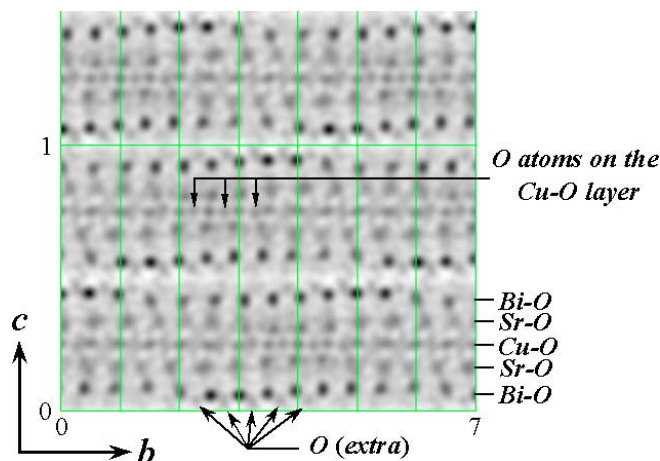 1
O atoms on the
Cu-O layer
Bi-O
Sr-O
Cu-O
Sr-O
Bi-O
c
0
0
7
b
O (extra)